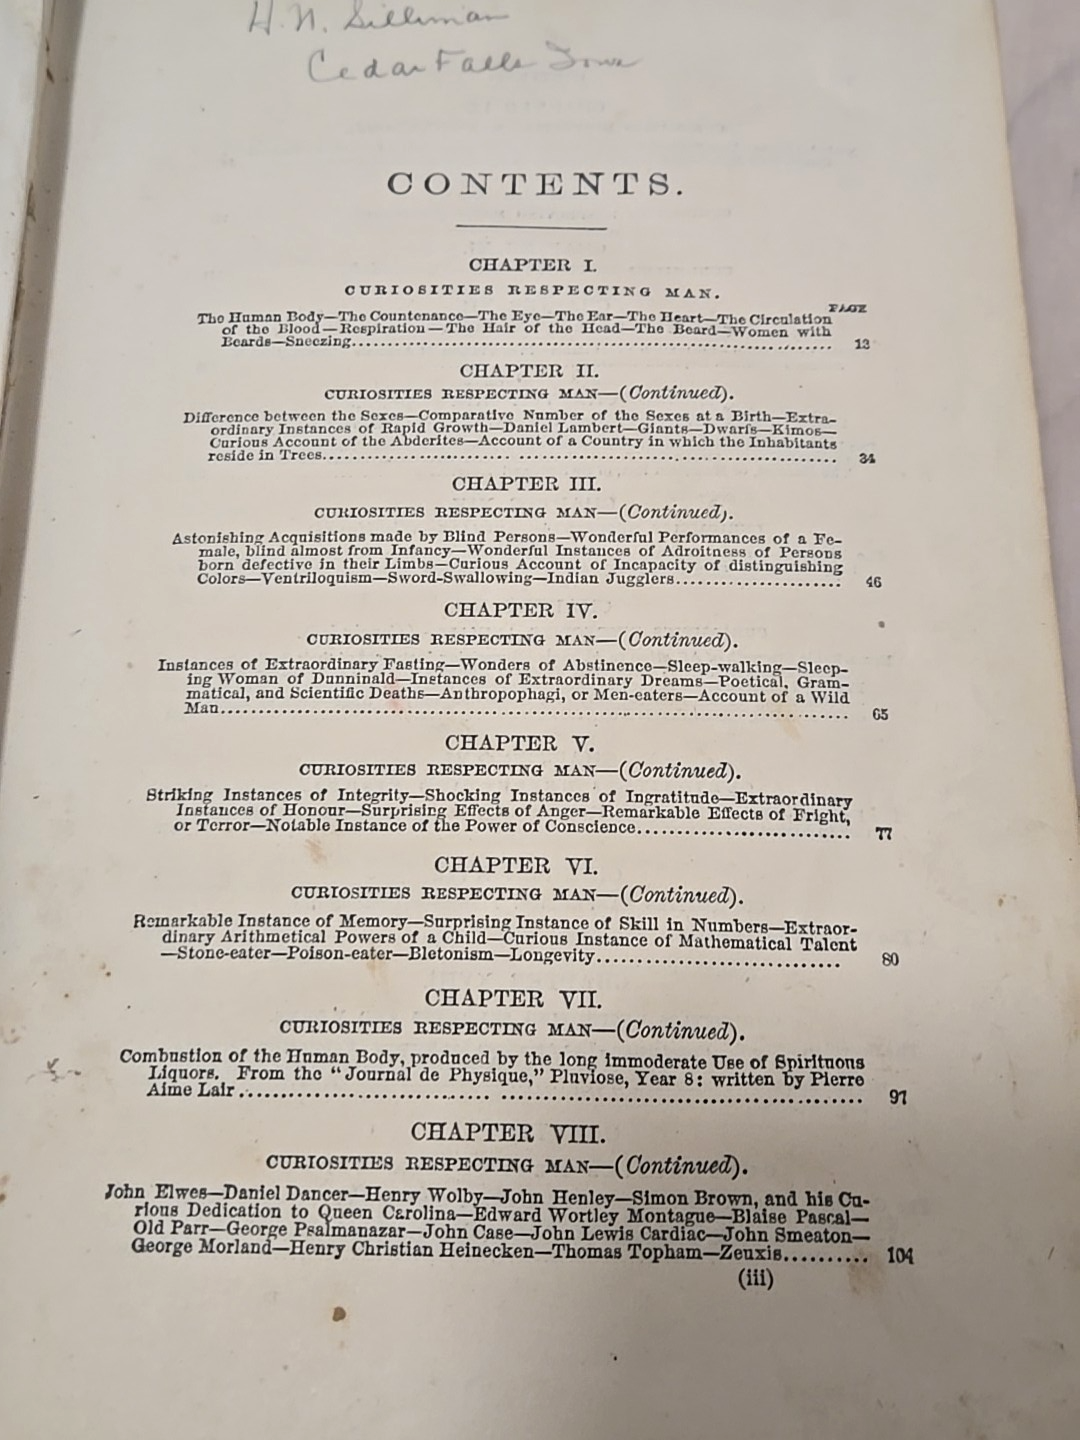 H. N. Silliman
Cedar Falls Iowa
CONTENTS.
CHAPTER I.
CURIOSITIES RESPECTING MAN.
PAGE
The Human Body—The Countenance—The Eye—The Ear—The Heart—The Circulation
of the Blood—Respiration—The Hair of the Head—The Beard—Women with
Beards—Sneezing.......... 13
CHAPTER II.
CURIOSITIES RESPECTING MAN—(Continued).
Difference between the Sexes—Comparative Number of the Sexes at a Birth—Extra-
ordinary Instances of Rapid Growth—Daniel Lambert—Giants—Dwarfs—Kimos—
Curious Account of the Abderites—Account of a Country in which the Inhabitants
reside in Trees.......... 34
CHAPTER III.
CURIOSITIES RESPECTING MAN—(Continued).
Astonishing Acquisitions made by Blind Persons—Wonderful Performances of a Fe-
male, blind almost from Infancy—Wonderful Instances of Adroitness of Persons
born defective in their Limbs—Curious Account of Incapacity of distinguishing
Colors—Ventriloquism—Sword-Swallowing—Indian Jugglers.......... 46
CHAPTER IV.
CURIOSITIES RESPECTING MAN—(Continued).
Instances of Extraordinary Fasting—Wonders of Abstinence—Sleep-walking—Sleep-
ing Woman of Dunninald—Instances of Extraordinary Dreams—Poetical, Gram-
matical, and Scientific Deaths—Anthropophagi, or Men-eaters—Account of a Wild
Man.......... 65
CHAPTER V.
CURIOSITIES RESPECTING MAN—(Continued).
Striking Instances of Integrity—Shocking Instances of Ingratitude—Extraordinary
Instances of Honour—Surprising Effects of Anger—Remarkable Effects of Fright,
or Terror—Notable Instance of the Power of Conscience.......... 77
CHAPTER VI.
CURIOSITIES RESPECTING MAN—(Continued).
Remarkable Instance of Memory—Surprising Instance of Skill in Numbers—Extraor-
dinary Arithmetical Powers of a Child—Curious Instance of Mathematical Talent
—Stone-eater—Poison-eater—Bletonism—Longevity.......... 80
CHAPTER VII.
CURIOSITIES RESPECTING MAN—(Continued).
Combustion of the Human Body, produced by the long immoderate Use of Spirituous
Liquors. From the "Journal de Physique," Pluviose, Year 8: written by Pierre
Aime Lair.......... 97
CHAPTER VIII.
CURIOSITIES RESPECTING MAN—(Continued).
John Elwes—Daniel Dancer—Henry Wolby—John Henley—Simon Brown, and his Cu-
rious Dedication to Queen Carolina—Edward Wortley Montague—Blaise Pascal—
Old Parr—George Psalmanazar—John Case—John Lewis Cardiac—John Smeaton—
George Morland—Henry Christian Heinecken—Thomas Topham—Zeuxis.......... 104
(iii)